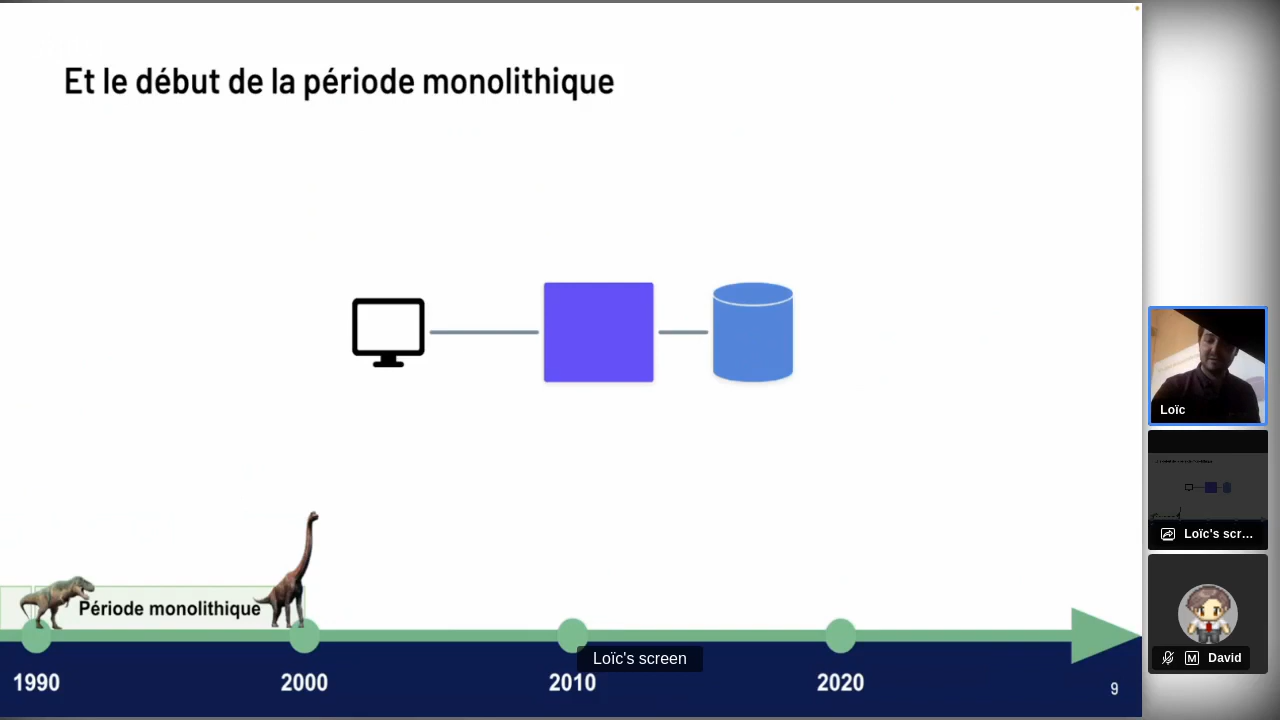 Et le début de la période monolithique
Période monolithique
1990
2000
2010
2020
9
Loïc's screen
Loïc
Loïc's scr...
M
David